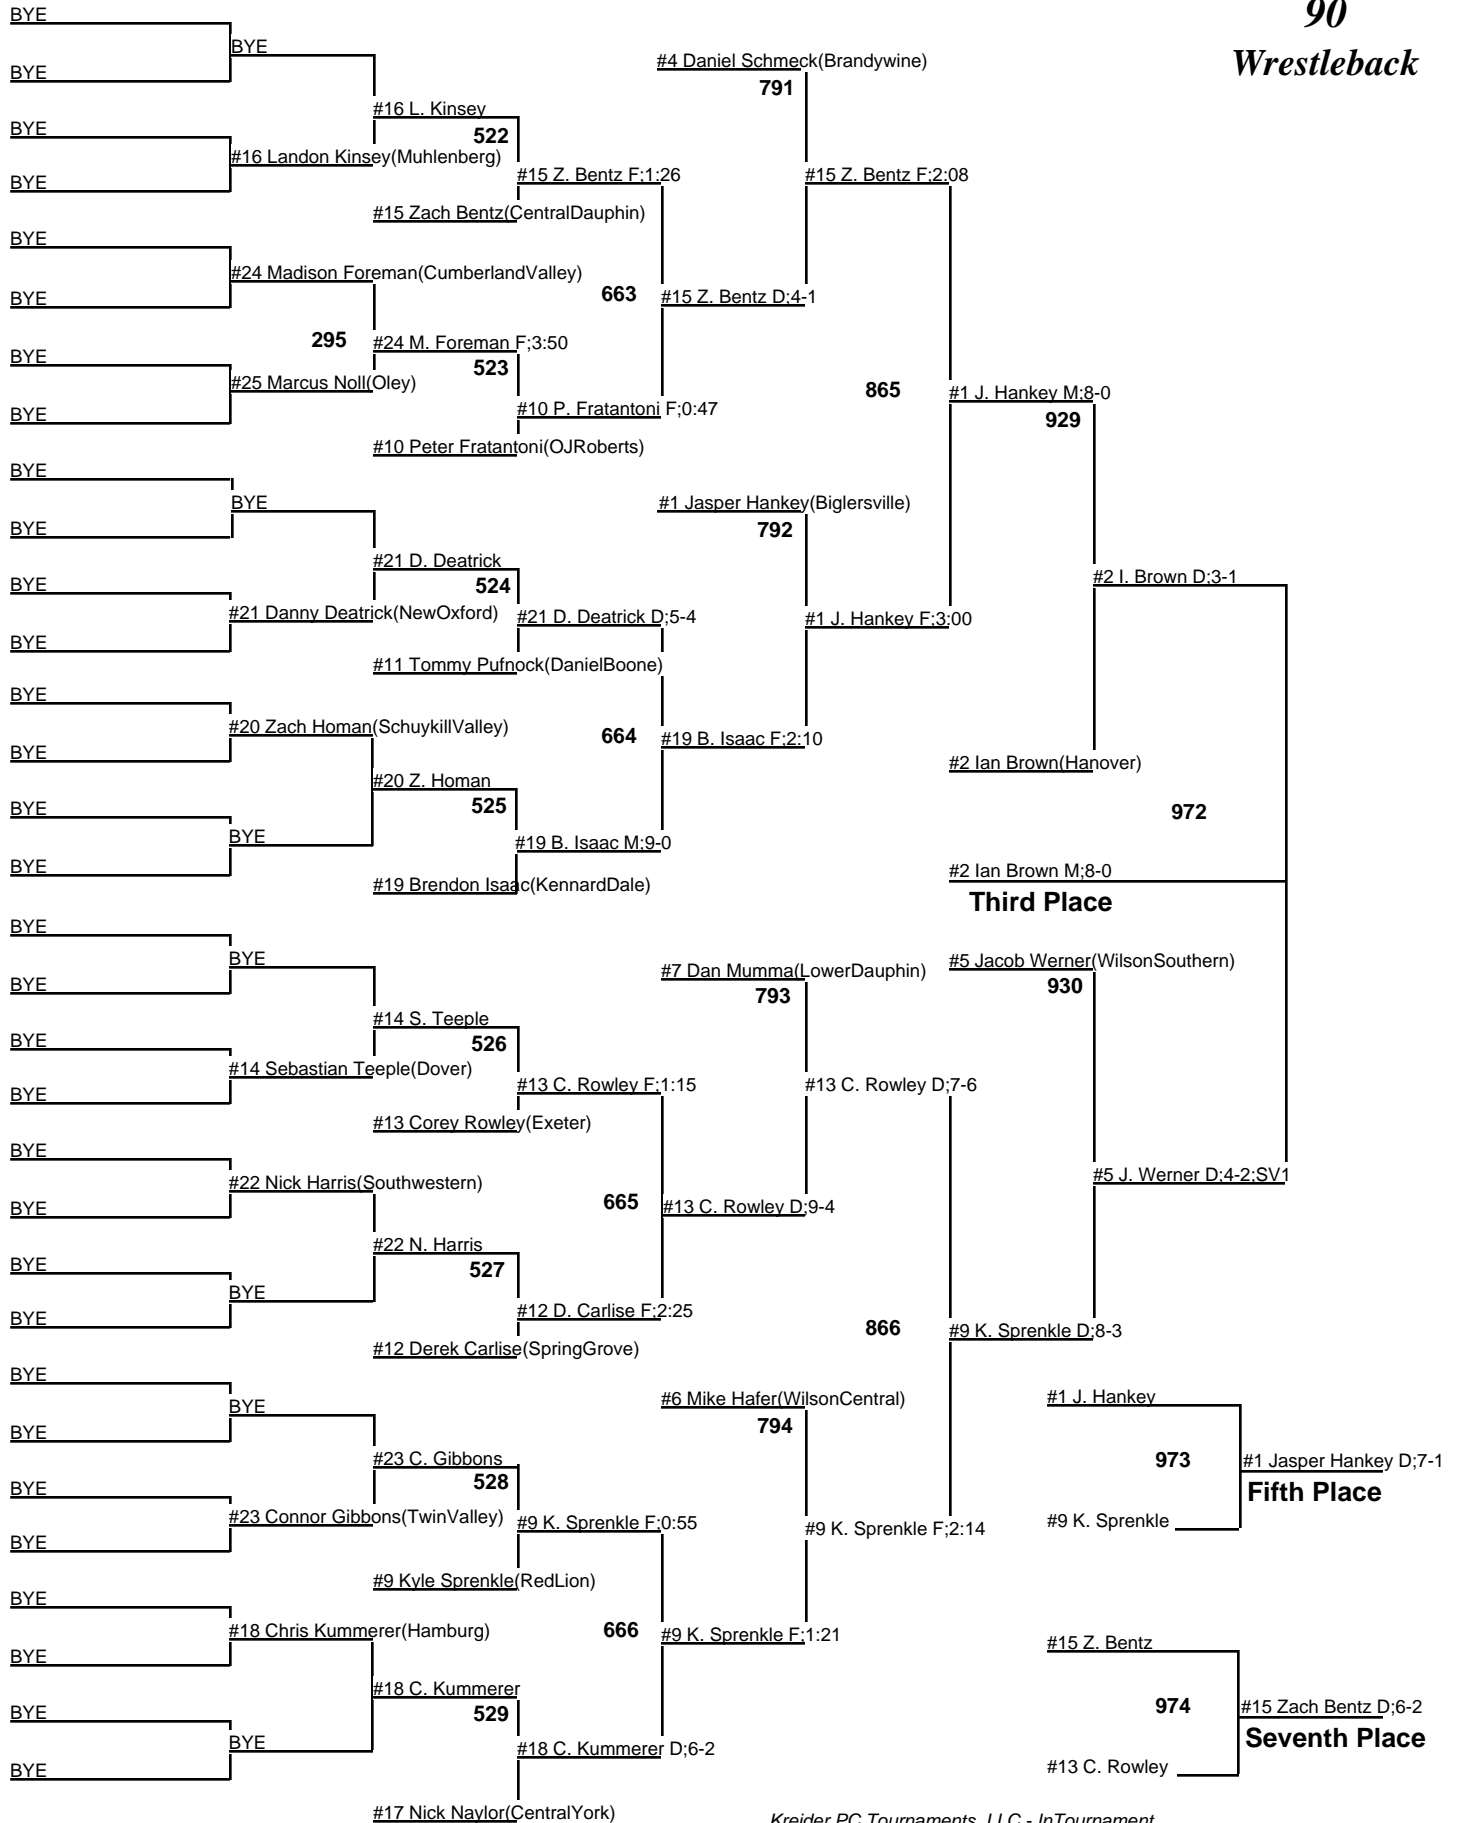 90
Wrestleback
BYE
BYE
BYE
#4 Daniel Schmeck(Brandywine)
791
#16 L. Kinsey
522
BYE
#16 Landon Kinsey(Muhlenberg)
BYE
#15 Z. Bentz F;1:26
#15 Z. Bentz F;2:08
#15 Zach Bentz(CentralDauphin)
BYE
#24 Madison Foreman(CumberlandValley)
BYE
663
#15 Z. Bentz D;4-1
295
#24 M. Foreman F;3:50
523
BYE
#25 Marcus Noll(Oley)
BYE
865
#1 J. Hankey M;8-0
929
#10 P. Fratantoni F;0:47
#10 Peter Fratantoni(OJRoberts)
BYE
BYE
BYE
#1 Jasper Hankey(Biglersville)
792
#21 D. Deatrick
524
BYE
#2 I. Brown D;3-1
#21 Danny Deatrick(NewOxford)
BYE
#21 D. Deatrick D;5-4
#1 J. Hankey F;3:00
#11 Tommy Pufnock(DanielBoone)
BYE
#20 Zach Homan(SchuykillValley)
BYE
664
#19 B. Isaac F;2:10
#2 Ian Brown(Hanover)
#20 Z. Homan
525
BYE
972
BYE
#19 B. Isaac M;9-0
BYE
#19 Brendon Isaac(KennardDale)
#2 Ian Brown M;8-0
Third Place
BYE
BYE
BYE
#7 Dan Mumma(LowerDauphin)
793
#5 Jacob Werner(WilsonSouthern)
930
#14 S. Teeple
526
BYE
#14 Sebastian Teeple(Dover)
BYE
#13 C. Rowley F;1:15
#13 C. Rowley D;7-6
#13 Corey Rowley(Exeter)
BYE
#22 Nick Harris(Southwestern)
BYE
665
#13 C. Rowley D;9-4
#5 J. Werner D;4-2;SV1
#22 N. Harris
527
BYE
BYE
BYE
#12 D. Carlise F;2:25
#12 Derek Carlise(SpringGrove)
866
#9 K. Sprenkle D;8-3
BYE
BYE
BYE
#6 Mike Hafer(WilsonCentral)
794
#1 J. Hankey
#23 C. Gibbons
528
973
#1 Jasper Hankey D;7-1
Fifth Place
BYE
#23 Connor Gibbons(TwinValley)
BYE
#9 K. Sprenkle F;0:55
#9 K. Sprenkle F;2:14
#9 K. Sprenkle
#9 Kyle Sprenkle(RedLion)
BYE
#18 Chris Kummerer(Hamburg)
BYE
666
#9 K. Sprenkle F;1:21
#15 Z. Bentz
#18 C. Kummerer
529
BYE
BYE
BYE
#18 C. Kummerer D;6-2
974
#15 Zach Bentz D;6-2
Seventh Place
#13 C. Rowley
#17 Nick Naylor(CentralYork)
Kreider PC Tournaments, LLC - InTournament